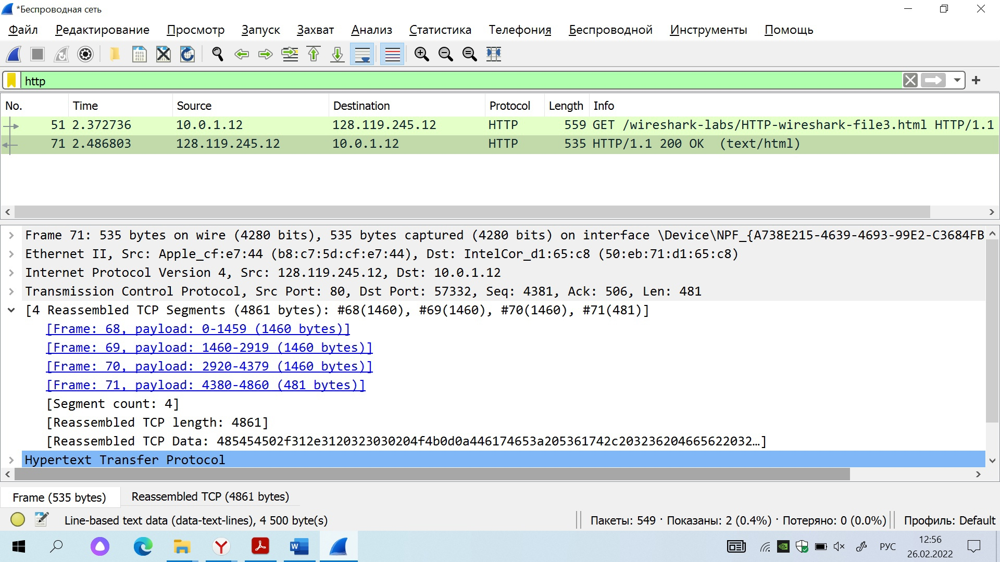 *Беспроводная сеть
Файл Редактирование Просмотр Запуск Захват Анализ Статистика Телефония Беспроводной Инструменты Помощь
http
No. Time Source Destination Protocol Length Info
51 2.372736 10.0.1.12 128.119.245.12 HTTP 559 GET /wireshark-labs/HTTP-wireshark-file3.html HTTP/1.1
71 2.486803 128.119.245.12 10.0.1.12 HTTP 535 HTTP/1.1 200 OK (text/html)
Frame 71: 535 bytes on wire (4280 bits), 535 bytes captured (4280 bits) on interface \Device\NPF_{A738E215-4639-4693-99E2-C3684FB
Ethernet II, Src: Apple_cf:e7:44 (b8:c7:5d:cf:e7:44), Dst: IntelCor_d1:65:c8 (50:eb:71:d1:65:c8)
Internet Protocol Version 4, Src: 128.119.245.12, Dst: 10.0.1.12
Transmission Control Protocol, Src Port: 80, Dst Port: 57332, Seq: 4381, Ack: 506, Len: 481
[4 Reassembled TCP Segments (4861 bytes): #68(1460), #69(1460), #70(1460), #71(481)]
[Frame: 68, payload: 0-1459 (1460 bytes)]
[Frame: 69, payload: 1460-2919 (1460 bytes)]
[Frame: 70, payload: 2920-4379 (1460 bytes)]
[Frame: 71, payload: 4380-4860 (481 bytes)]
[Segment count: 4]
[Reassembled TCP length: 4861]
[Reassembled TCP Data: 485454502f312e3120323030204f4b0d0a446174653a205361742c203236204665622032…]
Hypertext Transfer Protocol
Frame (535 bytes) Reassembled TCP (4861 bytes)
Line-based text data (data-text-lines), 4 500 byte(s) Пакеты: 549 · Показаны: 2 (0.4%) · Потеряно: 0 (0.0%) Профиль: Default
РУС
12:56
26.02.2022